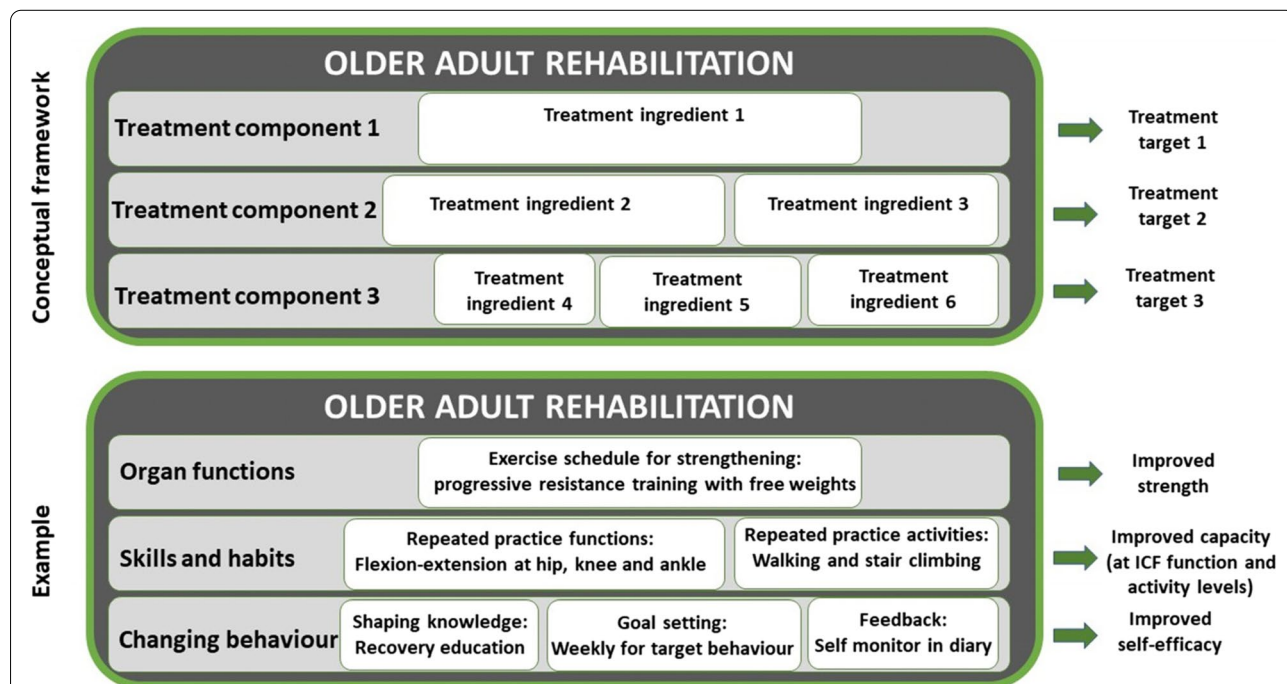 Conceptual framework
OLDER ADULT REHABILITATION
Treatment component 1
Treatment ingredient 1
Treatment
target 1
Treatment component 2
Treatment ingredient 2
Treatment ingredient 3
Treatment
target 2
Treatment component 3
Treatment
ingredient 4
Treatment
ingredient 5
Treatment
ingredient 6
Treatment
target 3
Example
OLDER ADULT REHABILITATION
Organ functions
Exercise schedule for strengthening:
progressive resistance training with free weights
Improved
strength
Skills and habits
Repeated practice functions:
Flexion-extension at hip, knee and ankle
Repeated practice activities:
Walking and stair climbing
Improved capacity
(at ICF function and
activity levels)
Changing behaviour
Shaping knowledge:
Recovery education
Goal setting:
Weekly for target behaviour
Feedback:
Self monitor in diary
Improved
self-efficacy